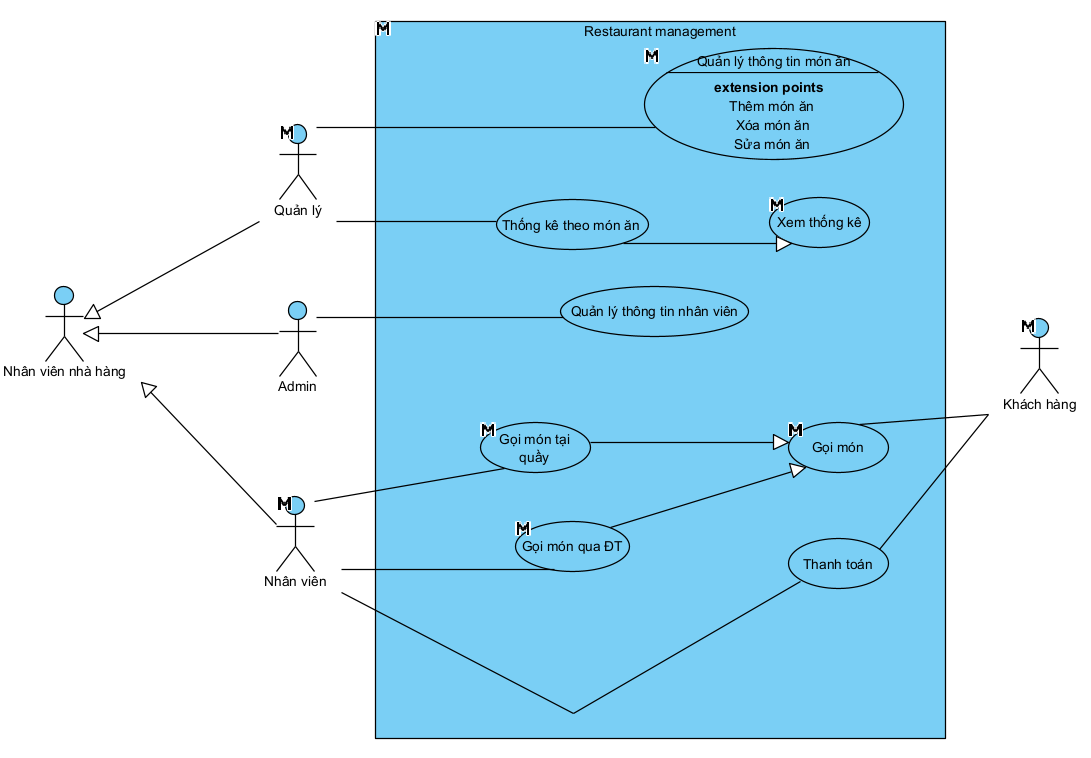 Restaurant management
Quản lý thông tin món ăn
extension points
Thêm món ăn
Xóa món ăn
Sửa món ăn
Quản lý
Thống kê theo món ăn
Xem thống kê
Quản lý thông tin nhân viên
Nhân viên nhà hàng
Admin
Khách hàng
Gọi món tại
quầy
Gọi món
Gọi món qua ĐT
Thanh toán
Nhân viên